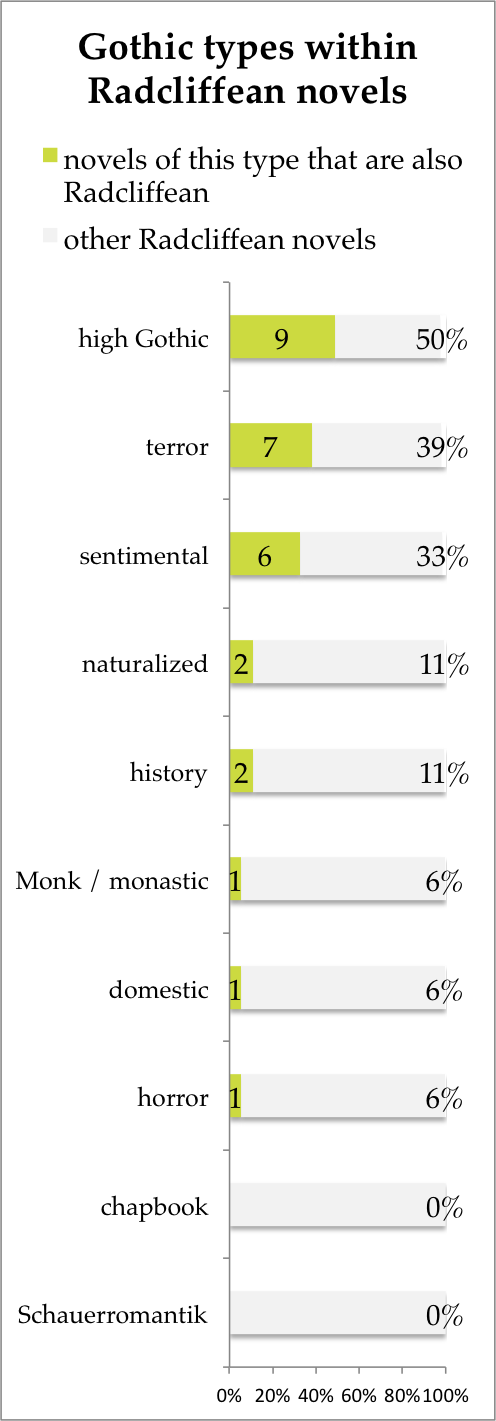 Gothic types within
Radcliffean novels
novels of this type that are also
Radcliffean
other Radcliffean novels
high Gothic 9 50%
terror 7 39%
sentimental 6 33%
naturalized 2 11%
history 2 11%
Monk / monastic 1 6%
domestic 1 6%
horror 1 6%
chapbook 0%
Schauerromantik 0%
0% 20% 40% 60% 80% 100%